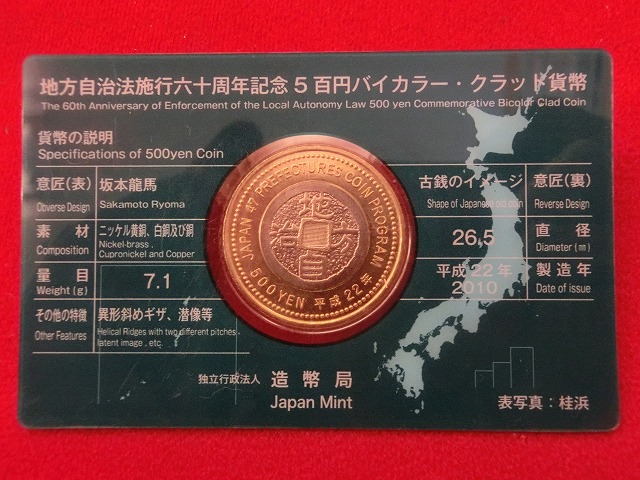 地方自治法施行六十周年記念５百円バイカラー・クラッド貨幣
The 60th Anniversary of Enforcement of the Local Autonomy Law 500 yen Commemorative Bicolor Clad Coin
貨幣の説明
Specifications of 500yen Coin
意匠(表)
Obverse Design
坂本龍馬
Sakamoto Ryoma
古銭のイメージ
Shape of Japanese old coin
意匠(裏)
Reverse Design
素材
Composition
ニッケル黄銅、白銅及び銅
Nickel-brass,
Cupronickel and Copper
26.5
直径
Diameter (㎜)
量目
Weight (g)
7.1
平成22年
2010
製造年
Date of issue
その他の特徴
Other Features
異形斜めギザ、潜像等
Helical Ridges with two different pitches,
latent image, etc.
JAPAN 47 PREFECTURES COIN PROGRAM
500YEN 平成22年
地
方
自
治
独立行政法人 造幣局
Japan Mint
表写真：桂浜